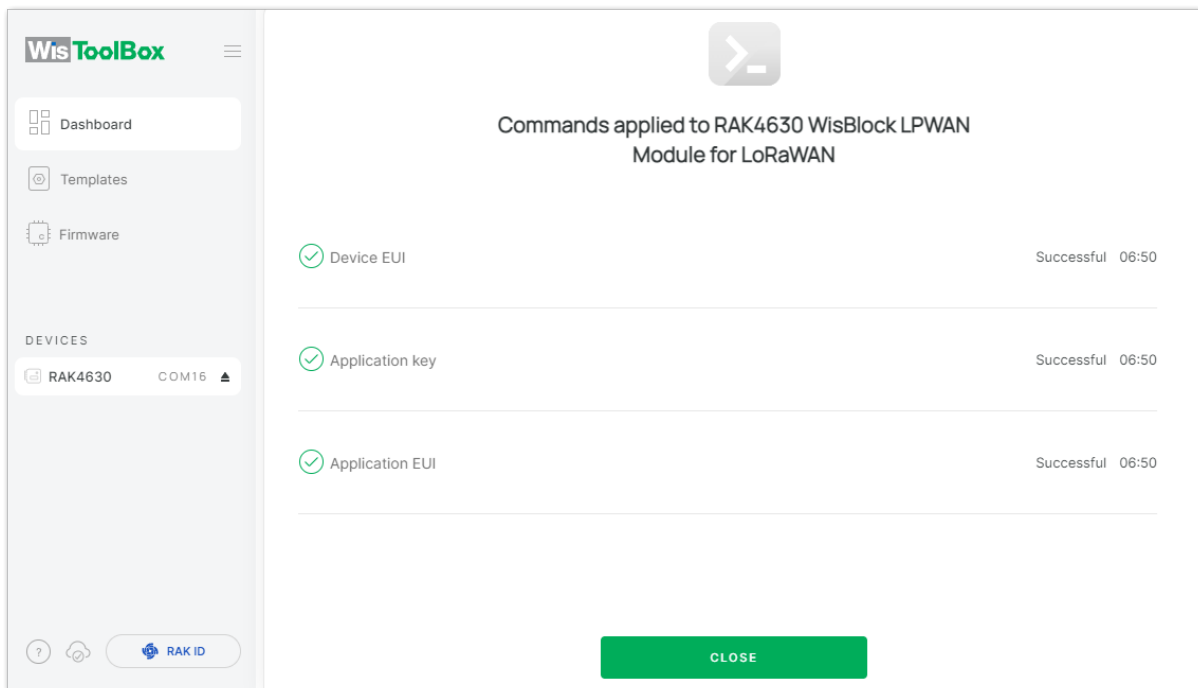 WisToolBox
Dashboard
Templates
Firmware
DEVICES
RAK4630 COM16
RAK ID
Commands applied to RAK4630 WisBlock LPWAN
Module for LoRaWAN
Device EUI Successful 06:50
Application key Successful 06:50
Application EUI Successful 06:50
CLOSE